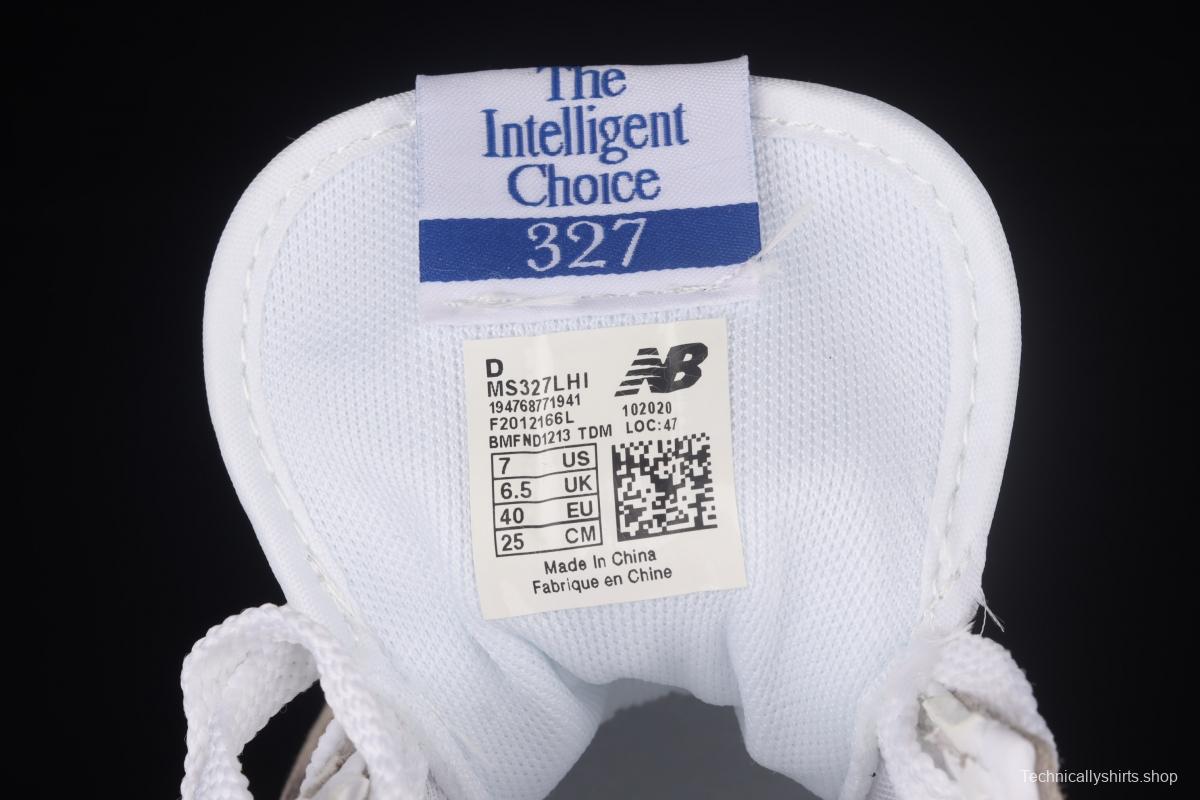 The
Intelligent
Choice
327
D
MS327LHI
194768771941
F2012166L
BMFND1213 TDM
NB
102020
LOC:47
7 US
6.5 UK
40 EU
25 CM
Made In China
Fabrique en Chine
Technicallyshirts.shop